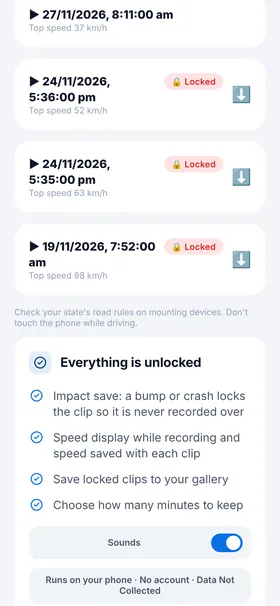 ▶ 27/11/2026, 8:11:00 am
Top speed 37 km/h
▶ 24/11/2026,
5:36:00 pm
🔒 Locked
Top speed 52 km/h
▶ 24/11/2026,
5:35:00 pm
🔒 Locked
Top speed 63 km/h
▶ 19/11/2026, 7:52:00
am
🔒 Locked
Top speed 98 km/h
Check your state's road rules on mounting devices. Don't
touch the phone while driving.
Everything is unlocked
Impact save: a bump or crash locks
the clip so it is never recorded over
Speed display while recording and
speed saved with each clip
Save locked clips to your gallery
Choose how many minutes to keep
Sounds
Runs on your phone · No account · Data Not
Collected